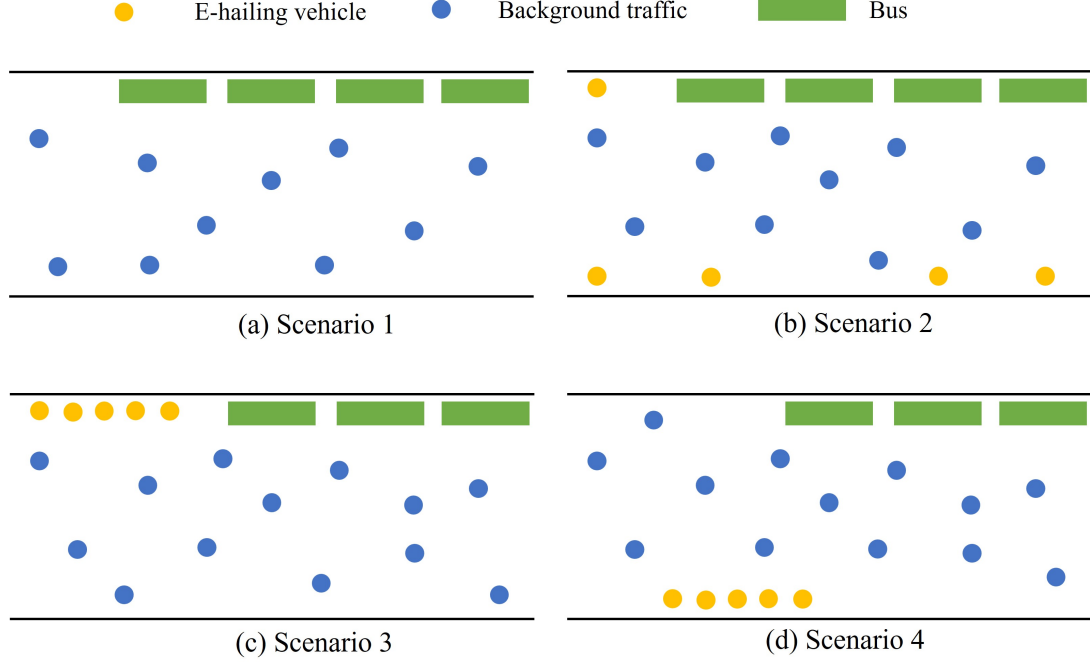 E-hailing vehicle Background traffic Bus
(a) Scenario 1
(b) Scenario 2
(c) Scenario 3
(d) Scenario 4